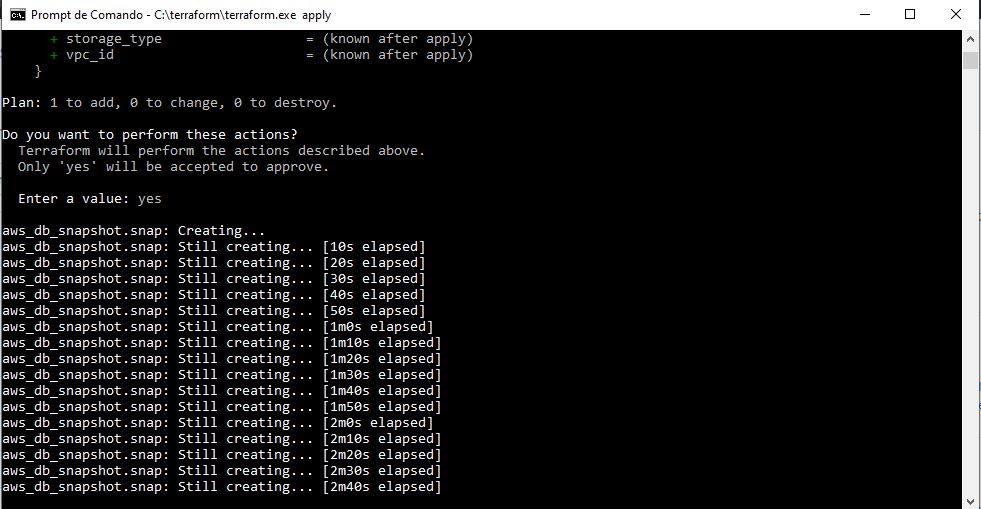 Prompt de Comando - C:\terraform\terraform.exe apply
+ storage_type = (known after apply)
+ vpc_id = (known after apply)
}
Plan: 1 to add, 0 to change, 0 to destroy.
Do you want to perform these actions?
Terraform will perform the actions described above.
Only 'yes' will be accepted to approve.
Enter a value: yes
aws_db_snapshot.snap: Creating...
aws_db_snapshot.snap: Still creating... [10s elapsed]
aws_db_snapshot.snap: Still creating... [20s elapsed]
aws_db_snapshot.snap: Still creating... [30s elapsed]
aws_db_snapshot.snap: Still creating... [40s elapsed]
aws_db_snapshot.snap: Still creating... [50s elapsed]
aws_db_snapshot.snap: Still creating... [1m0s elapsed]
aws_db_snapshot.snap: Still creating... [1m10s elapsed]
aws_db_snapshot.snap: Still creating... [1m20s elapsed]
aws_db_snapshot.snap: Still creating... [1m30s elapsed]
aws_db_snapshot.snap: Still creating... [1m40s elapsed]
aws_db_snapshot.snap: Still creating... [1m50s elapsed]
aws_db_snapshot.snap: Still creating... [2m0s elapsed]
aws_db_snapshot.snap: Still creating... [2m10s elapsed]
aws_db_snapshot.snap: Still creating... [2m20s elapsed]
aws_db_snapshot.snap: Still creating... [2m30s elapsed]
aws_db_snapshot.snap: Still creating... [2m40s elapsed]